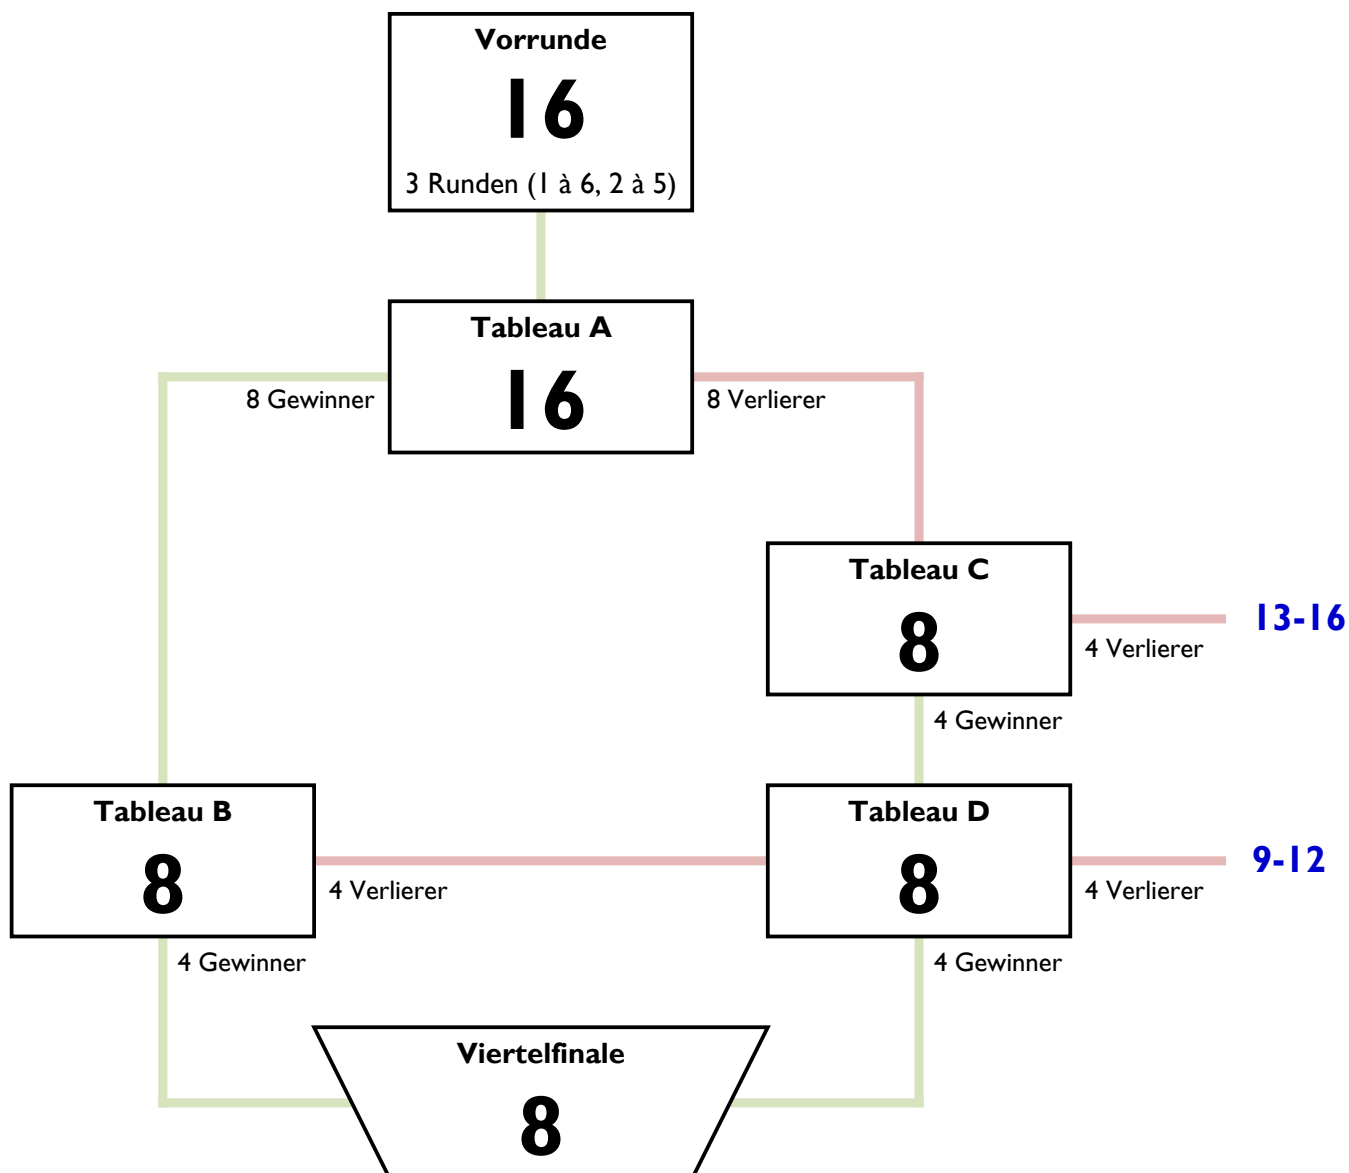 Vorrunde
16
3 Runden (1 à 6, 2 à 5)
Tableau A
16
8 Gewinner
8 Verlierer
Tableau C
8
4 Verlierer
13-16
4 Gewinner
Tableau B
8
4 Verlierer
4 Gewinner
Tableau D
8
4 Verlierer
9-12
4 Gewinner
Viertelfinale
8